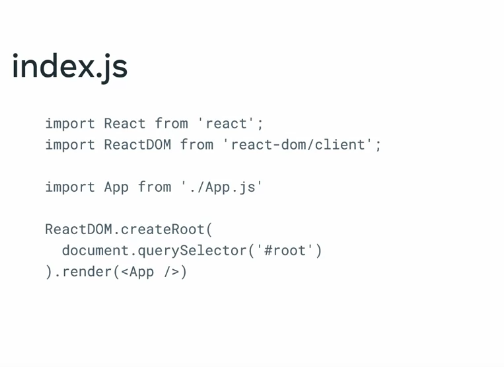 index.js
import React from 'react';
import ReactDOM from 'react-dom/client';
import App from './App.js'
ReactDOM.createRoot(
  document.querySelector('#root')
).render(<App />)